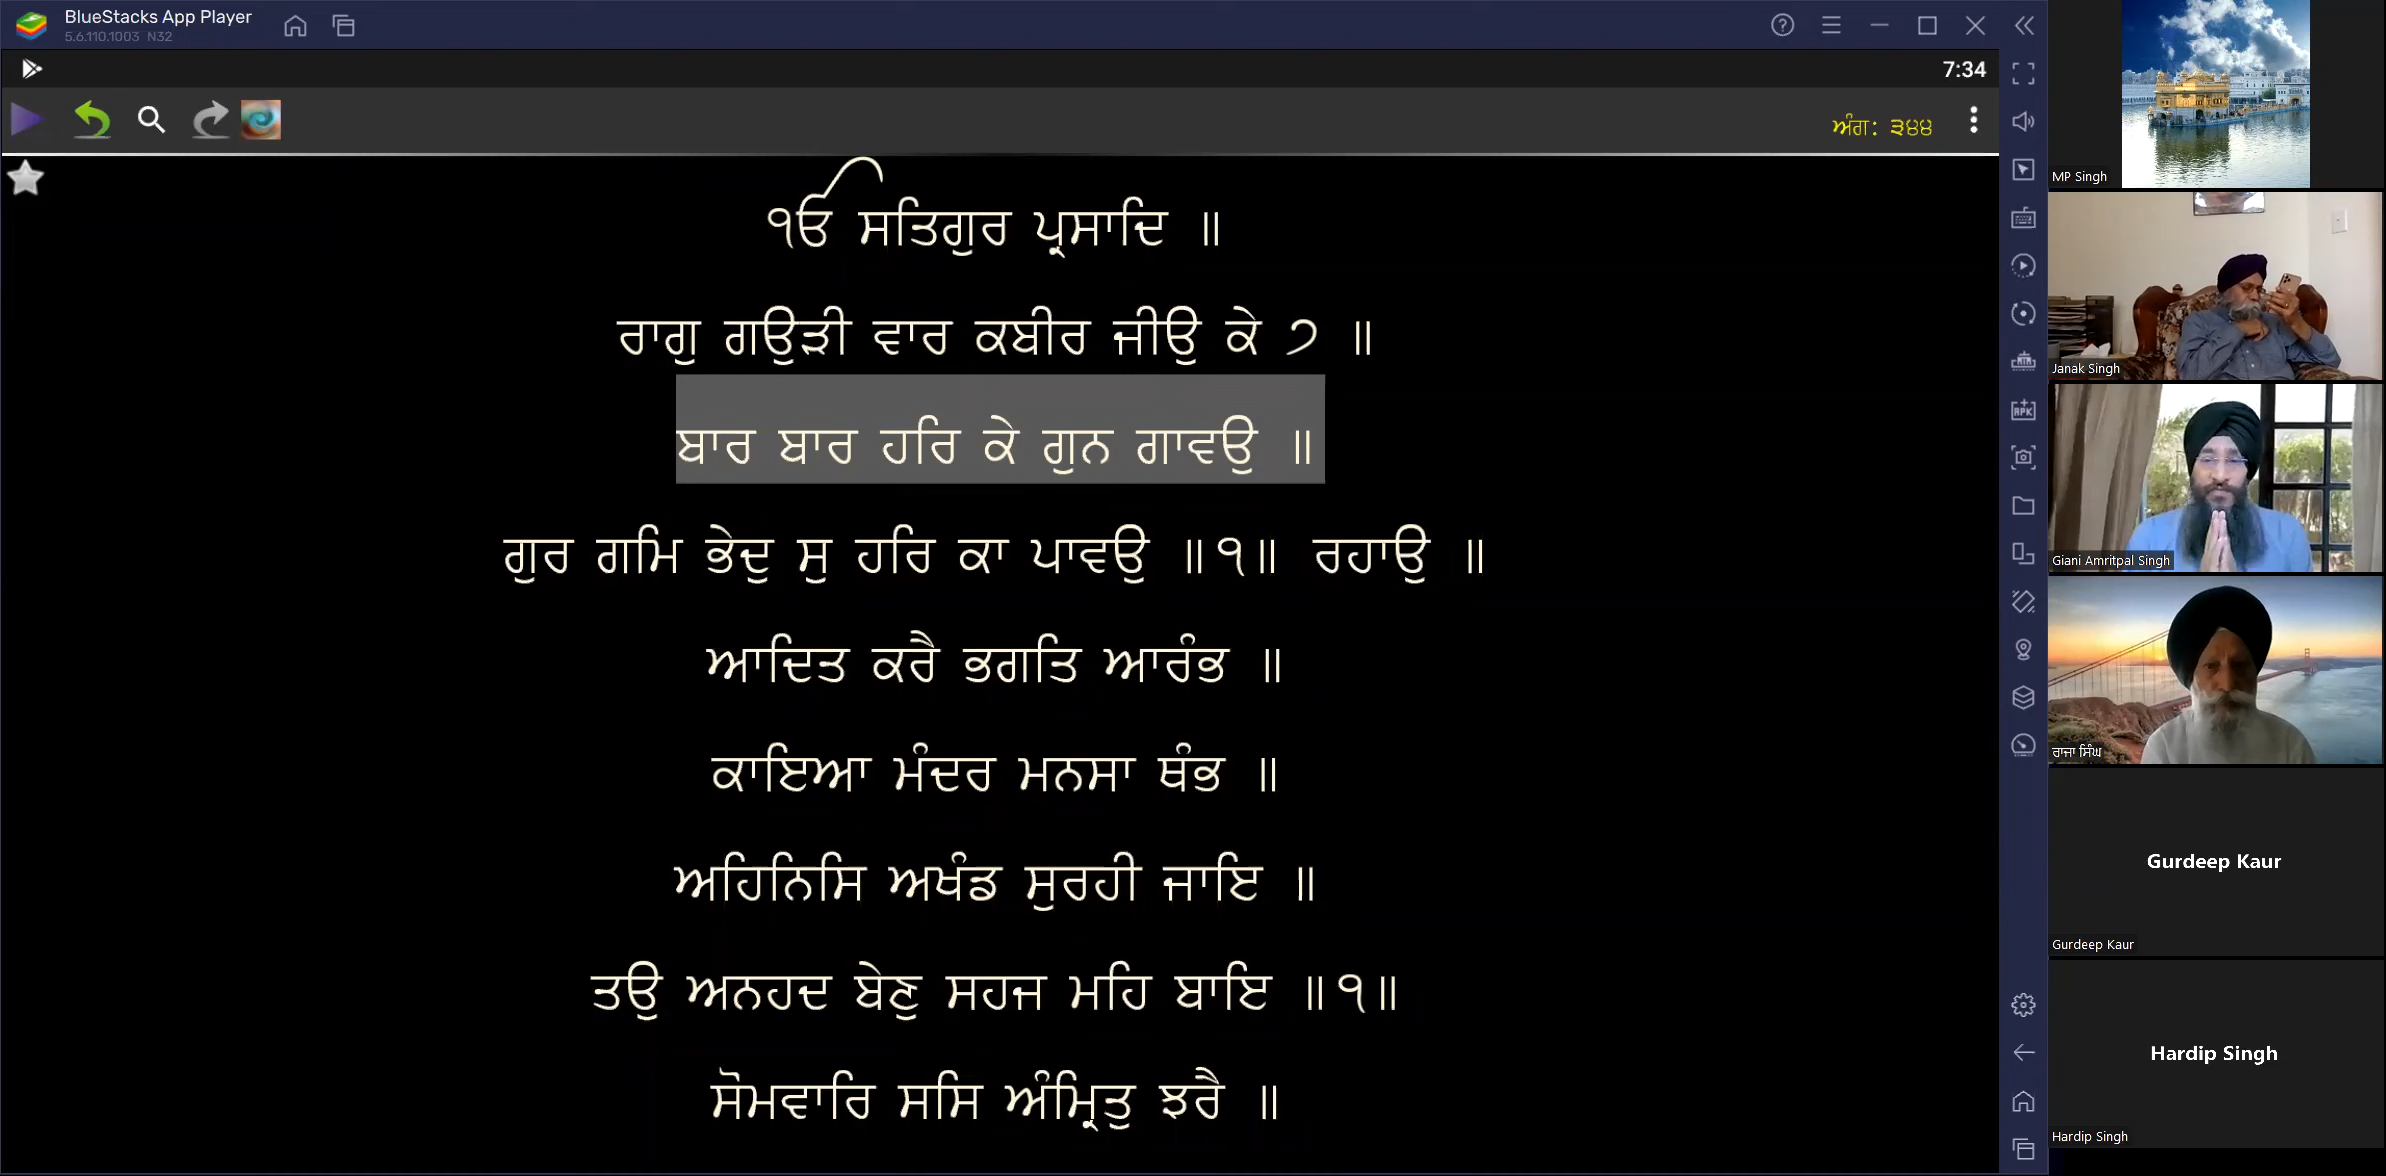 BlueStacks App Player
5.6.110.1003 N32
7:34
ਅੰਗ: ੩੪੪
ੴ ਸਤਿਗੁਰ ਪ੍ਰਸਾਦਿ ॥
ਰਾਗੁ ਗਉੜੀ ਵਾਰ ਕਬੀਰ ਜੀਉ ਕੇ ੭ ॥
ਬਾਰ ਬਾਰ ਹਰਿ ਕੇ ਗੁਨ ਗਾਵਉ ॥
ਗੁਰ ਗਮਿ ਭੇਦੁ ਸੁ ਹਰਿ ਕਾ ਪਾਵਉ ॥੧॥ ਰਹਾਉ ॥
ਆਦਿਤ ਕਰੈ ਭਗਤਿ ਆਰੰਭ ॥
ਕਾਇਆ ਮੰਦਰ ਮਨਸਾ ਥੰਭ ॥
ਅਹਿਨਿਸਿ ਅਖੰਡ ਸੁਰਹੀ ਜਾਇ ॥
ਤਉ ਅਨਹਦ ਬੇਣੁ ਸਹਜ ਮਹਿ ਬਾਇ ॥੧॥
ਸੋਮਵਾਰਿ ਸਸਿ ਅੰਮ੍ਰਿਤੁ ਝਰੈ ॥
MP Singh
Janak Singh
Giani Amritpal Singh
ਰਾਜਾ ਸਿੰਘ
Gurdeep Kaur
Gurdeep Kaur
Hardip Singh
Hardip Singh